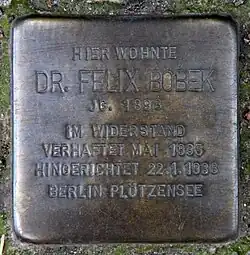 HIER WOHNTE
DR. FELIX BOBEK
JG. 1898
IM WIDERSTAND
VERHAFTET MAI 1935
HINGERICHTET 22.1.1938
BERLIN-PLÖTZENSEE